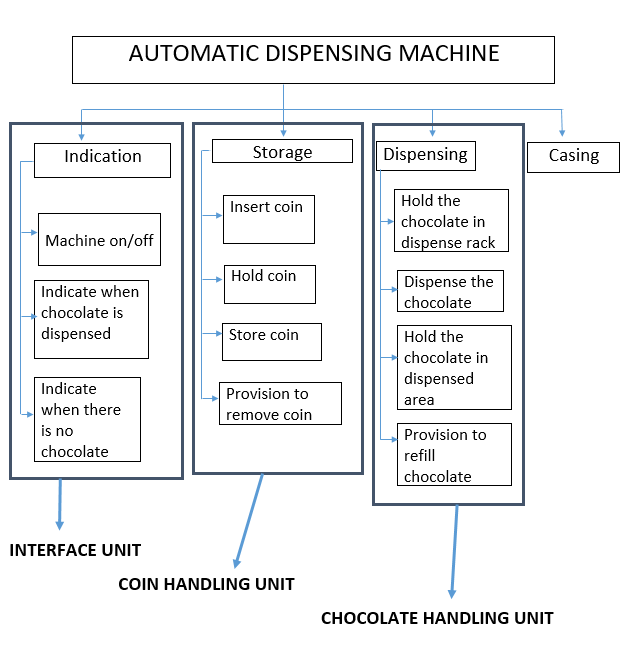 AUTOMATIC DISPENSING MACHINE
Indication
Machine on/off
Indicate when
chocolate is
dispensed
Indicate
when there
is no
chocolate
Storage
Insert coin
Hold coin
Store coin
Provision to
remove coin
Dispensing
Hold the
chocolate in
dispense rack
Dispense the
chocolate
Hold the
chocolate in
dispensed
area
Provision to
refill
chocolate
Casing
INTERFACE UNIT
COIN HANDLING UNIT
CHOCOLATE HANDLING UNIT